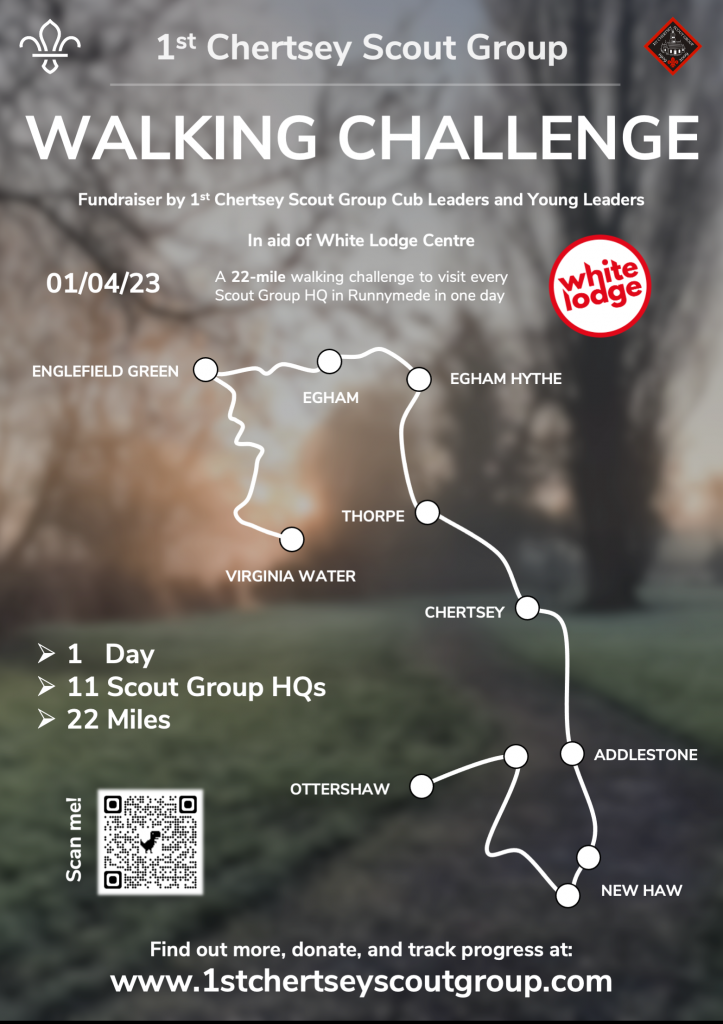 1st Chertsey Scout Group
WALKING CHALLENGE
Fundraiser by 1st Chertsey Scout Group Cub Leaders and Young Leaders
In aid of White Lodge Centre
01/04/23
A 22-mile walking challenge to visit every
Scout Group HQ in Runnymede in one day
white
lodge
ENGLEFIELD GREEN
EGHAM
EGHAM HYTHE
THORPE
VIRGINIA WATER
CHERTSEY
➢ 1 Day
➢ 11 Scout Group HQs
➢ 22 Miles
ADDLESTONE
OTTERSHAW
NEW HAW
Scan me!
Find out more, donate, and track progress at:
www.1stchertseyscoutgroup.com